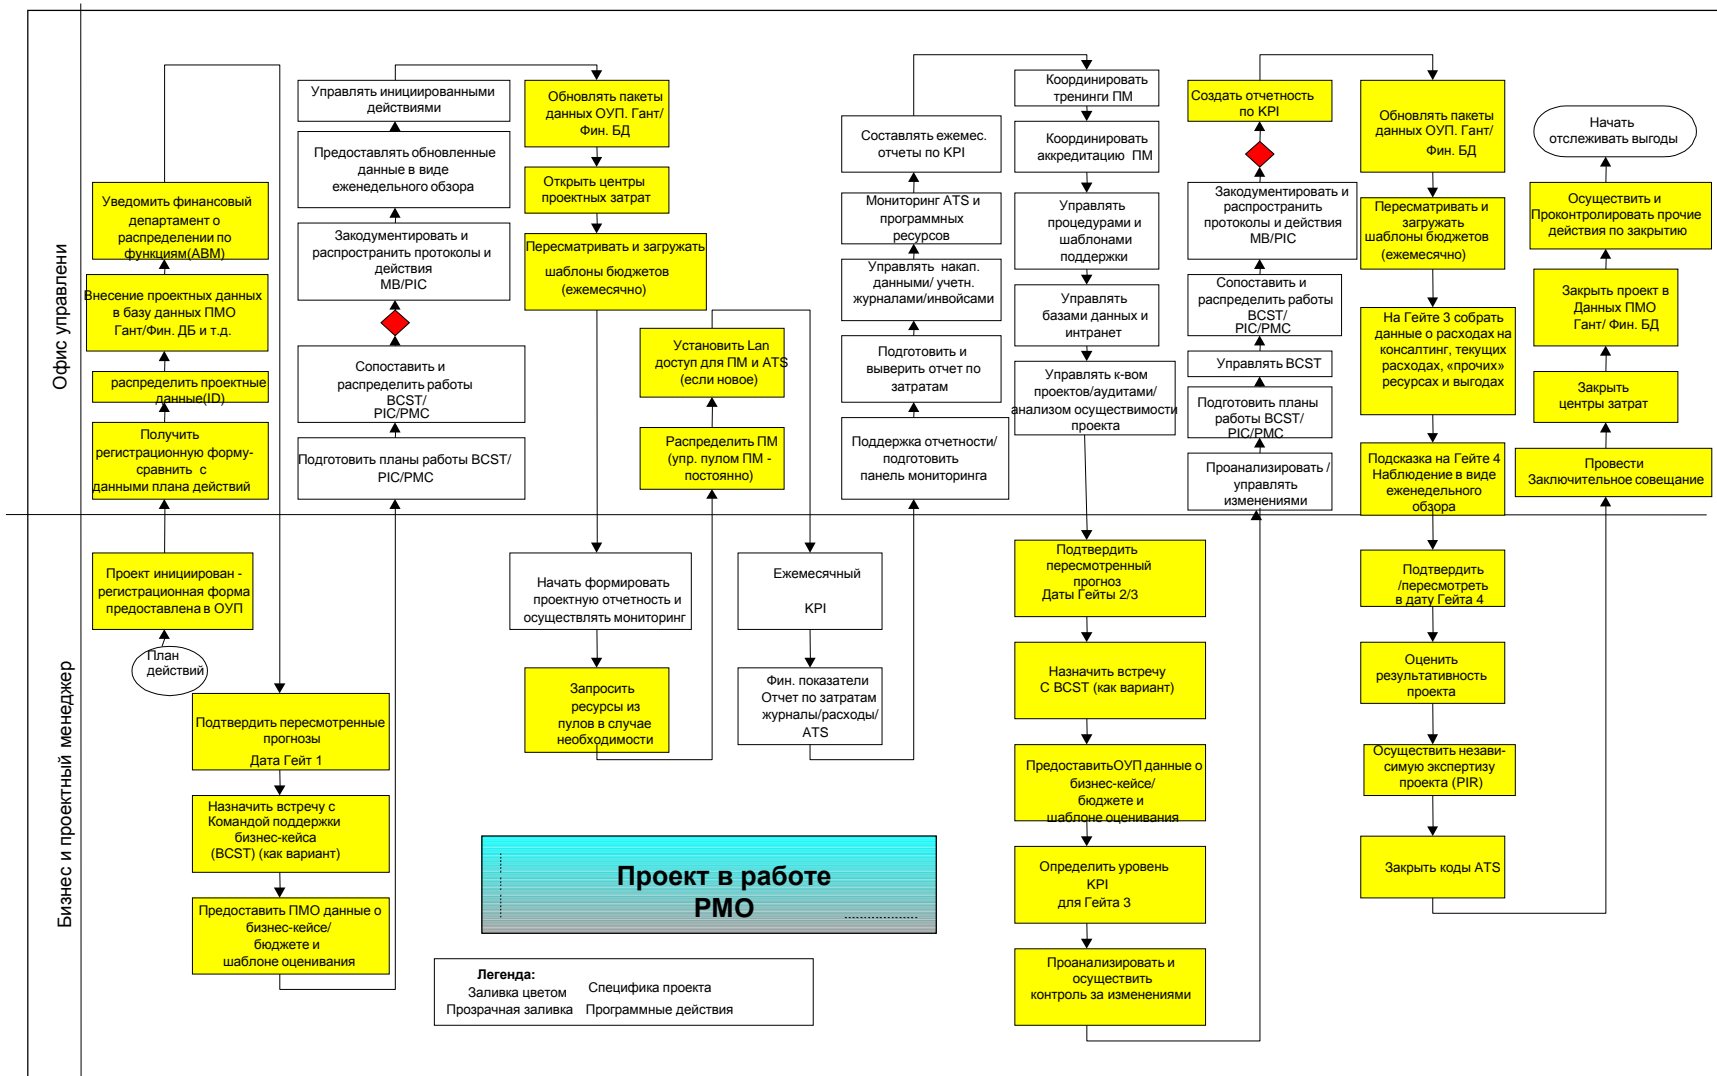 Офис управлени
Бизнес и проектный менеджер
План
действий
Проект инициирован -
регистрационная форма
предоставлена в ОУП
Получить
регистрационную форму-
сравнить с
данными плана действий
распределить проектные
данные(ID)
Внесение проектных данных
в базу данных ПМО
Гант/Фин. ДБ и т.д.
Уведомить финансовый
департамент о
распределении по
функциям(ABM)
Подтвердить пересмотренные
прогнозы
Дата Гейт 1
Назначить встречу с
Командой поддержки
бизнес-кейса
(BCST) (как вариант)
Предоставить ПМО данные о
бизнес-кейсе/
бюджете и
шаблоне оценивания
Подготовить планы работы BCST/
PIC/PMC
Сопоставить и
распределить работы
BCST/
PIC/PMC
Закодументировать и
распространить протоколы и
действия
MB/PIC
Предоставлять обновленные
данные в виде
еженедельного обзора
Управлять инициированными
действиями
Обновлять пакеты
данных ОУП. Гант/
Фин. БД
Открыть центры
проектных затрат
Пересматривать и загружать
шаблоны бюджетов
(ежемесячно)
Начать формировать
проектную отчетность и
осуществлять мониторинг
Запросить
ресурсы из
пулов в случае
необходимости
Распределить ПМ
(упр. пулом ПМ -
постоянно)
Установить Lan
доступ для ПМ и ATS
(если новое)
Ежемесячный
KPI
Фин. показатели
Отчет по затратам
журналы/расходы/
ATS
Поддержка отчетности/
подготовить
панель мониторинга
Подготовить и
выверить отчет по
затратам
Управлять накап.
данными/ учетн.
журналами/инвойсами
Мониторинг ATS и
программных
ресурсов
Составлять ежемес.
отчеты по KPI
Координировать
тренинги ПМ
Координировать
аккредитацию ПМ
Управлять
процедурами и
шаблонами
поддержки
Управлять
базами данных и
интранет
Управлять к-вом
проектов/аудитами/
анализом осуществимости
проекта
Подтвердить
пересмотренный
прогноз
Даты Гейты 2/3
Назначить встречу
С BCST (как вариант)
ПредоставитьОУП данные о
бизнес-кейсе/
бюджете и
шаблоне оценивания
Определить уровень
KPI
для Гейта 3
Проанализировать и
осуществить
контроль за изменениями
Проанализировать /
управлять
изменениями
Подготовить планы
работы BCST/
PIC/PMC
Управлять BCST
Сопоставить и
распределить работы
BCST/
PIC/PMC
Закодументировать и
распространить
протоколы и действия
MB/PIC
Создать отчетность
по KPI
Обновлять пакеты
данных ОУП. Гант/
Фин. БД
Пересматривать и
загружать
шаблоны бюджетов
(ежемесячно)
На Гейте 3 собрать
данные о расходах на
консалтинг, текущих
расходах, «прочих»
ресурсах и выгодах
Подсказка на Гейте 4
Наблюдение в виде
еженедельного
обзора
Подтвердить
/пересмотреть
в дату Гейта 4
Оценить
результативность
проекта
Осуществить незави-
симую экспертизу
проекта (PIR)
Закрыть коды ATS
Провести
Заключительное совещание
Закрыть
центры затрат
Закрыть проект в
Данных ПМО
Гант/ Фин. БД
Осуществить и
Проконтролировать прочие
действия по закрытию
Начать
отслеживать выгоды
Проект в работе
PMO
Легенда:
Заливка цветом Специфика проекта
Прозрачная заливка Программные действия